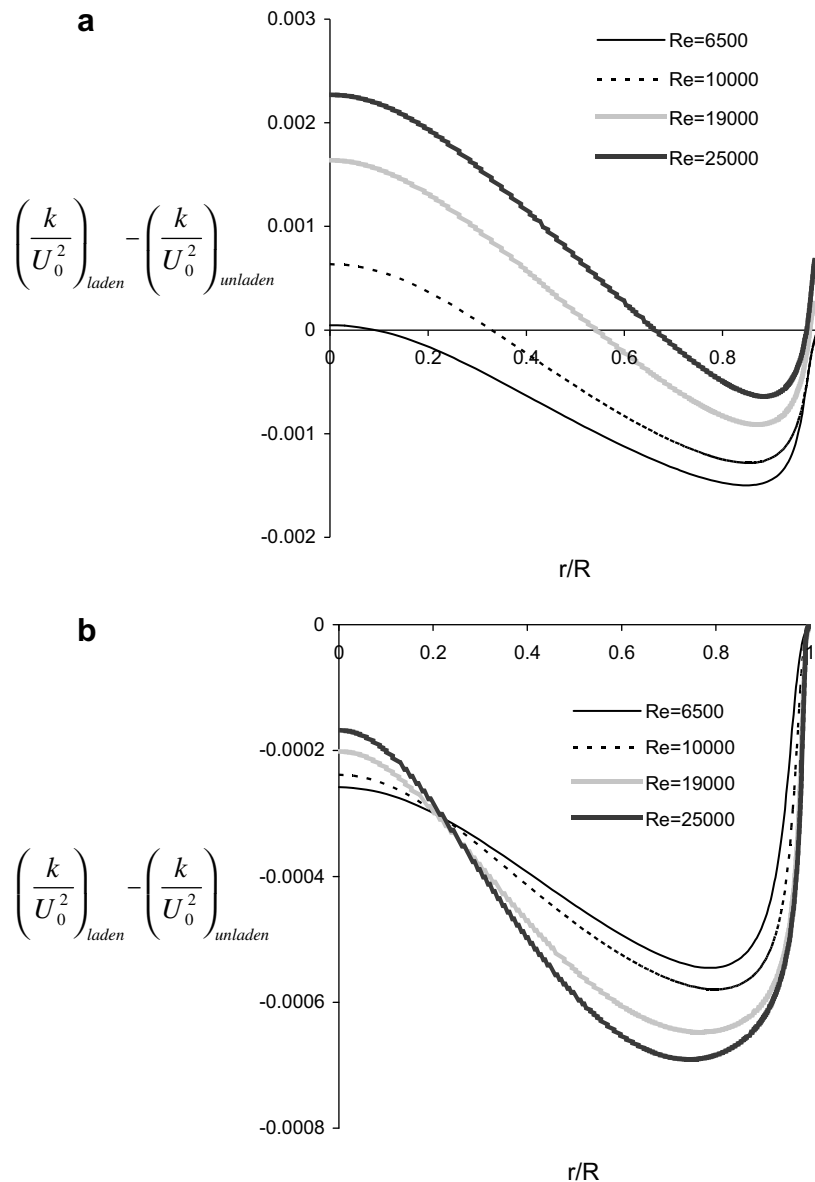 a
0.003
0.002
0.001
0
-0.001
-0.002
0 0.2 0.4 0.6 0.8
r/R
Re=6500
Re=10000
Re=19000
Re=25000
(k/U_0^2)_laden - (k/U_0^2)_unladen
b
0
-0.0002
-0.0004
-0.0006
-0.0008
0 0.2 0.4 0.6 0.8 1
Re=6500
Re=10000
Re=19000
Re=25000
(k/U_0^2)_laden - (k/U_0^2)_unladen
r/R